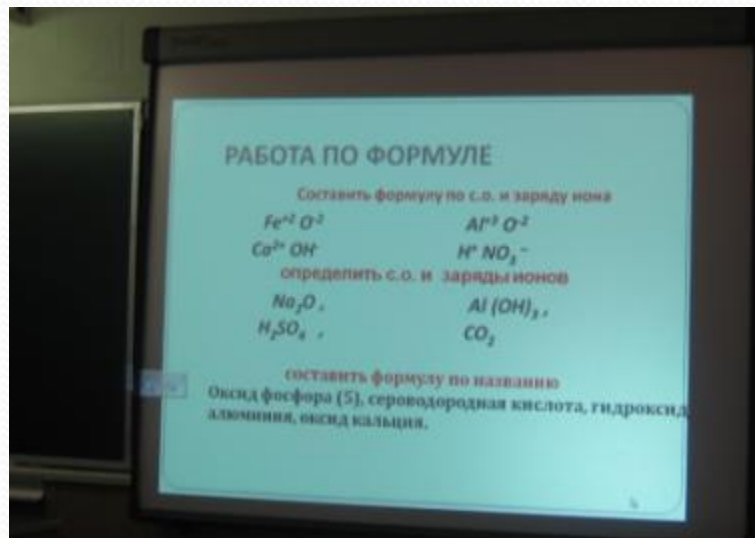 РАБОТА ПО ФОРМУЛЕ
Составить формулу по с.о. и заряду иона
Fe⁺² O⁻² Al⁺³ O⁻²
Ca²⁺ OH⁻ H⁺ NO₃⁻
определить с.о. и заряды ионов
Na₂O , Al (OH)₃ ,
H₂SO₄ , CO₂
составить формулу по названию
Оксид фосфора (5), сероводородная кислота, гидроксид
алюминия, оксид кальция.